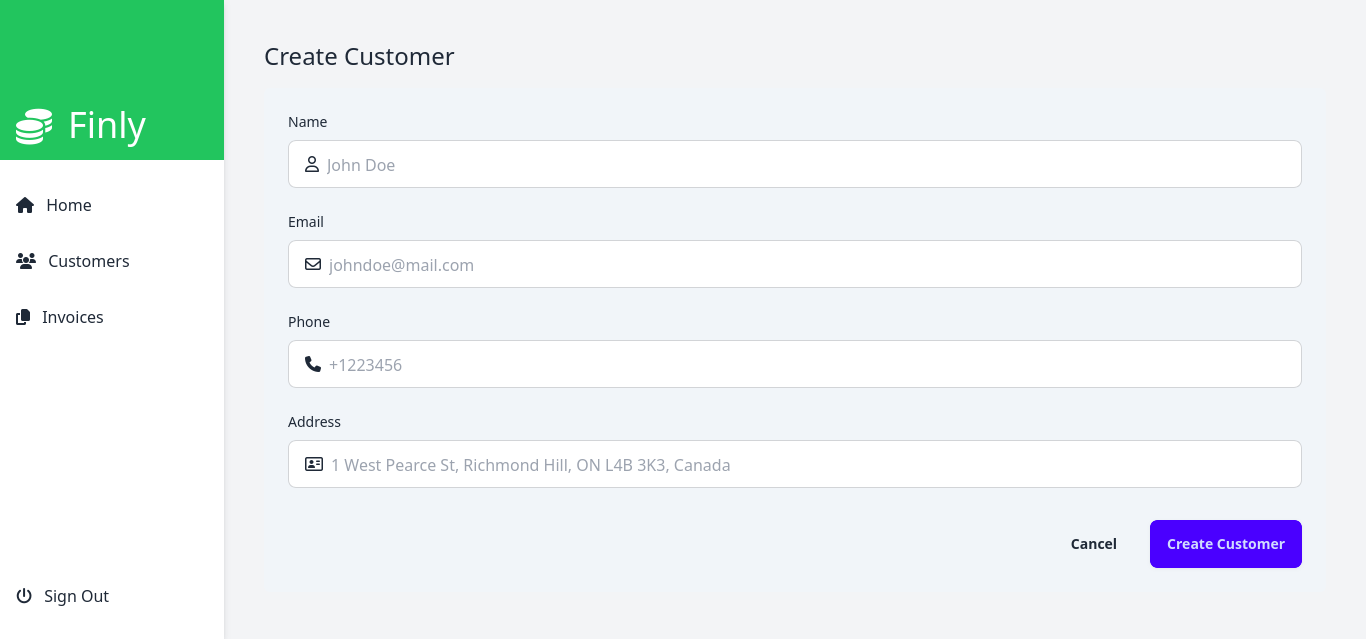 Finly
Home
Customers
Invoices
Sign Out
Create Customer
Name
John Doe
Email
johndoe@mail.com
Phone
+1223456
Address
1 West Pearce St, Richmond Hill, ON L4B 3K3, Canada
Cancel
Create Customer